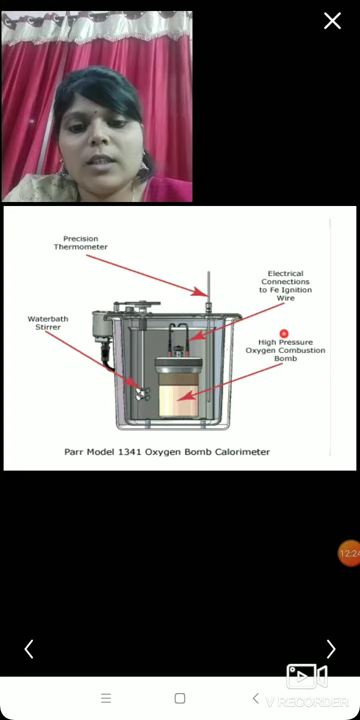 Precision
Thermometer
Electrical
Connections
to Fe Ignition
Wire
Waterbath
Stirrer
High Pressure
Oxygen Combustion
Bomb
Parr Model 1341 Oxygen Bomb Calorimeter
12:24
V RECORDER